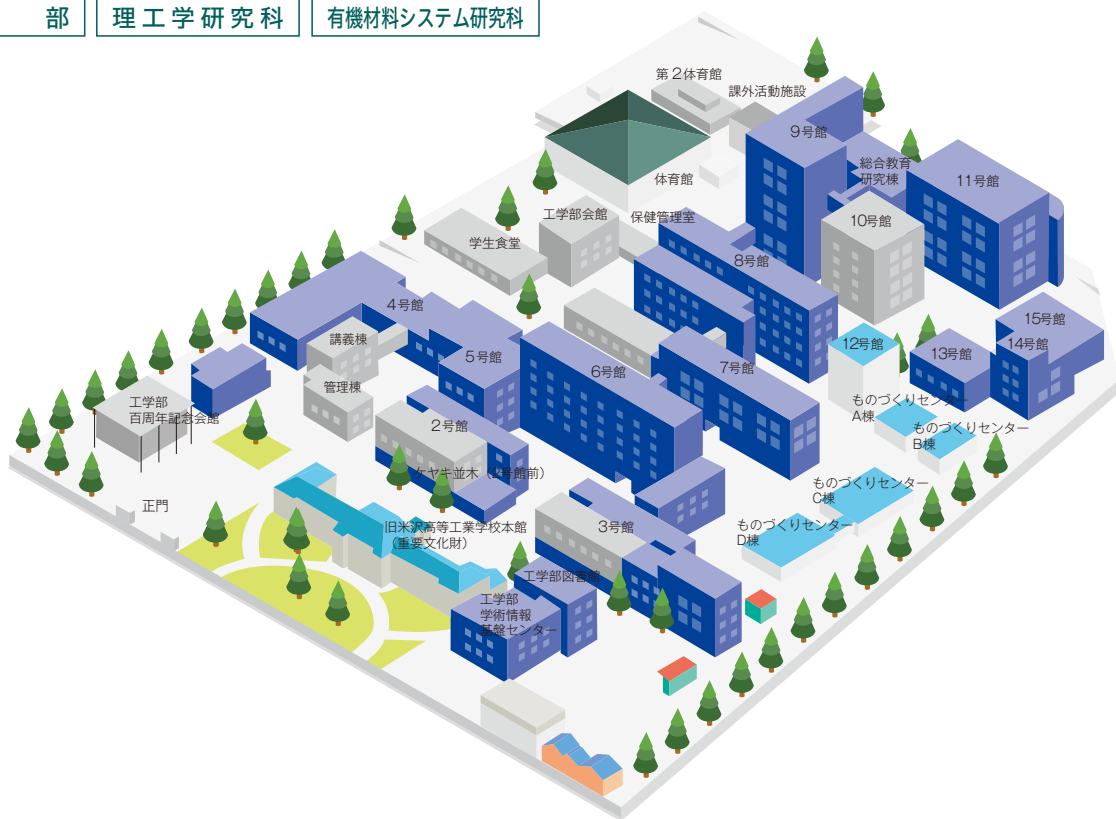 部
理工学研究科
有機材料システム研究科
第2体育館
課外活動施設
9号館
総合教育
研究棟
11号館
体育館
工学部会館
保健管理室
10号館
学生食堂
8号館
4号館
15号館
講義棟
12号館
14号館
13号館
5号館
7号館
6号館
管理棟
工学部
百周年記念会館
ものづくりセンター
A棟
2号館
ものづくりセンター
B棟
ケヤキ並木(2号館前)
ものづくりセンター
C棟
正門
旧米沢高等工業学校本館
(重要文化財)
3号館
ものづくりセンター
D棟
工学部図書館
工学部
学術情報
基盤センター